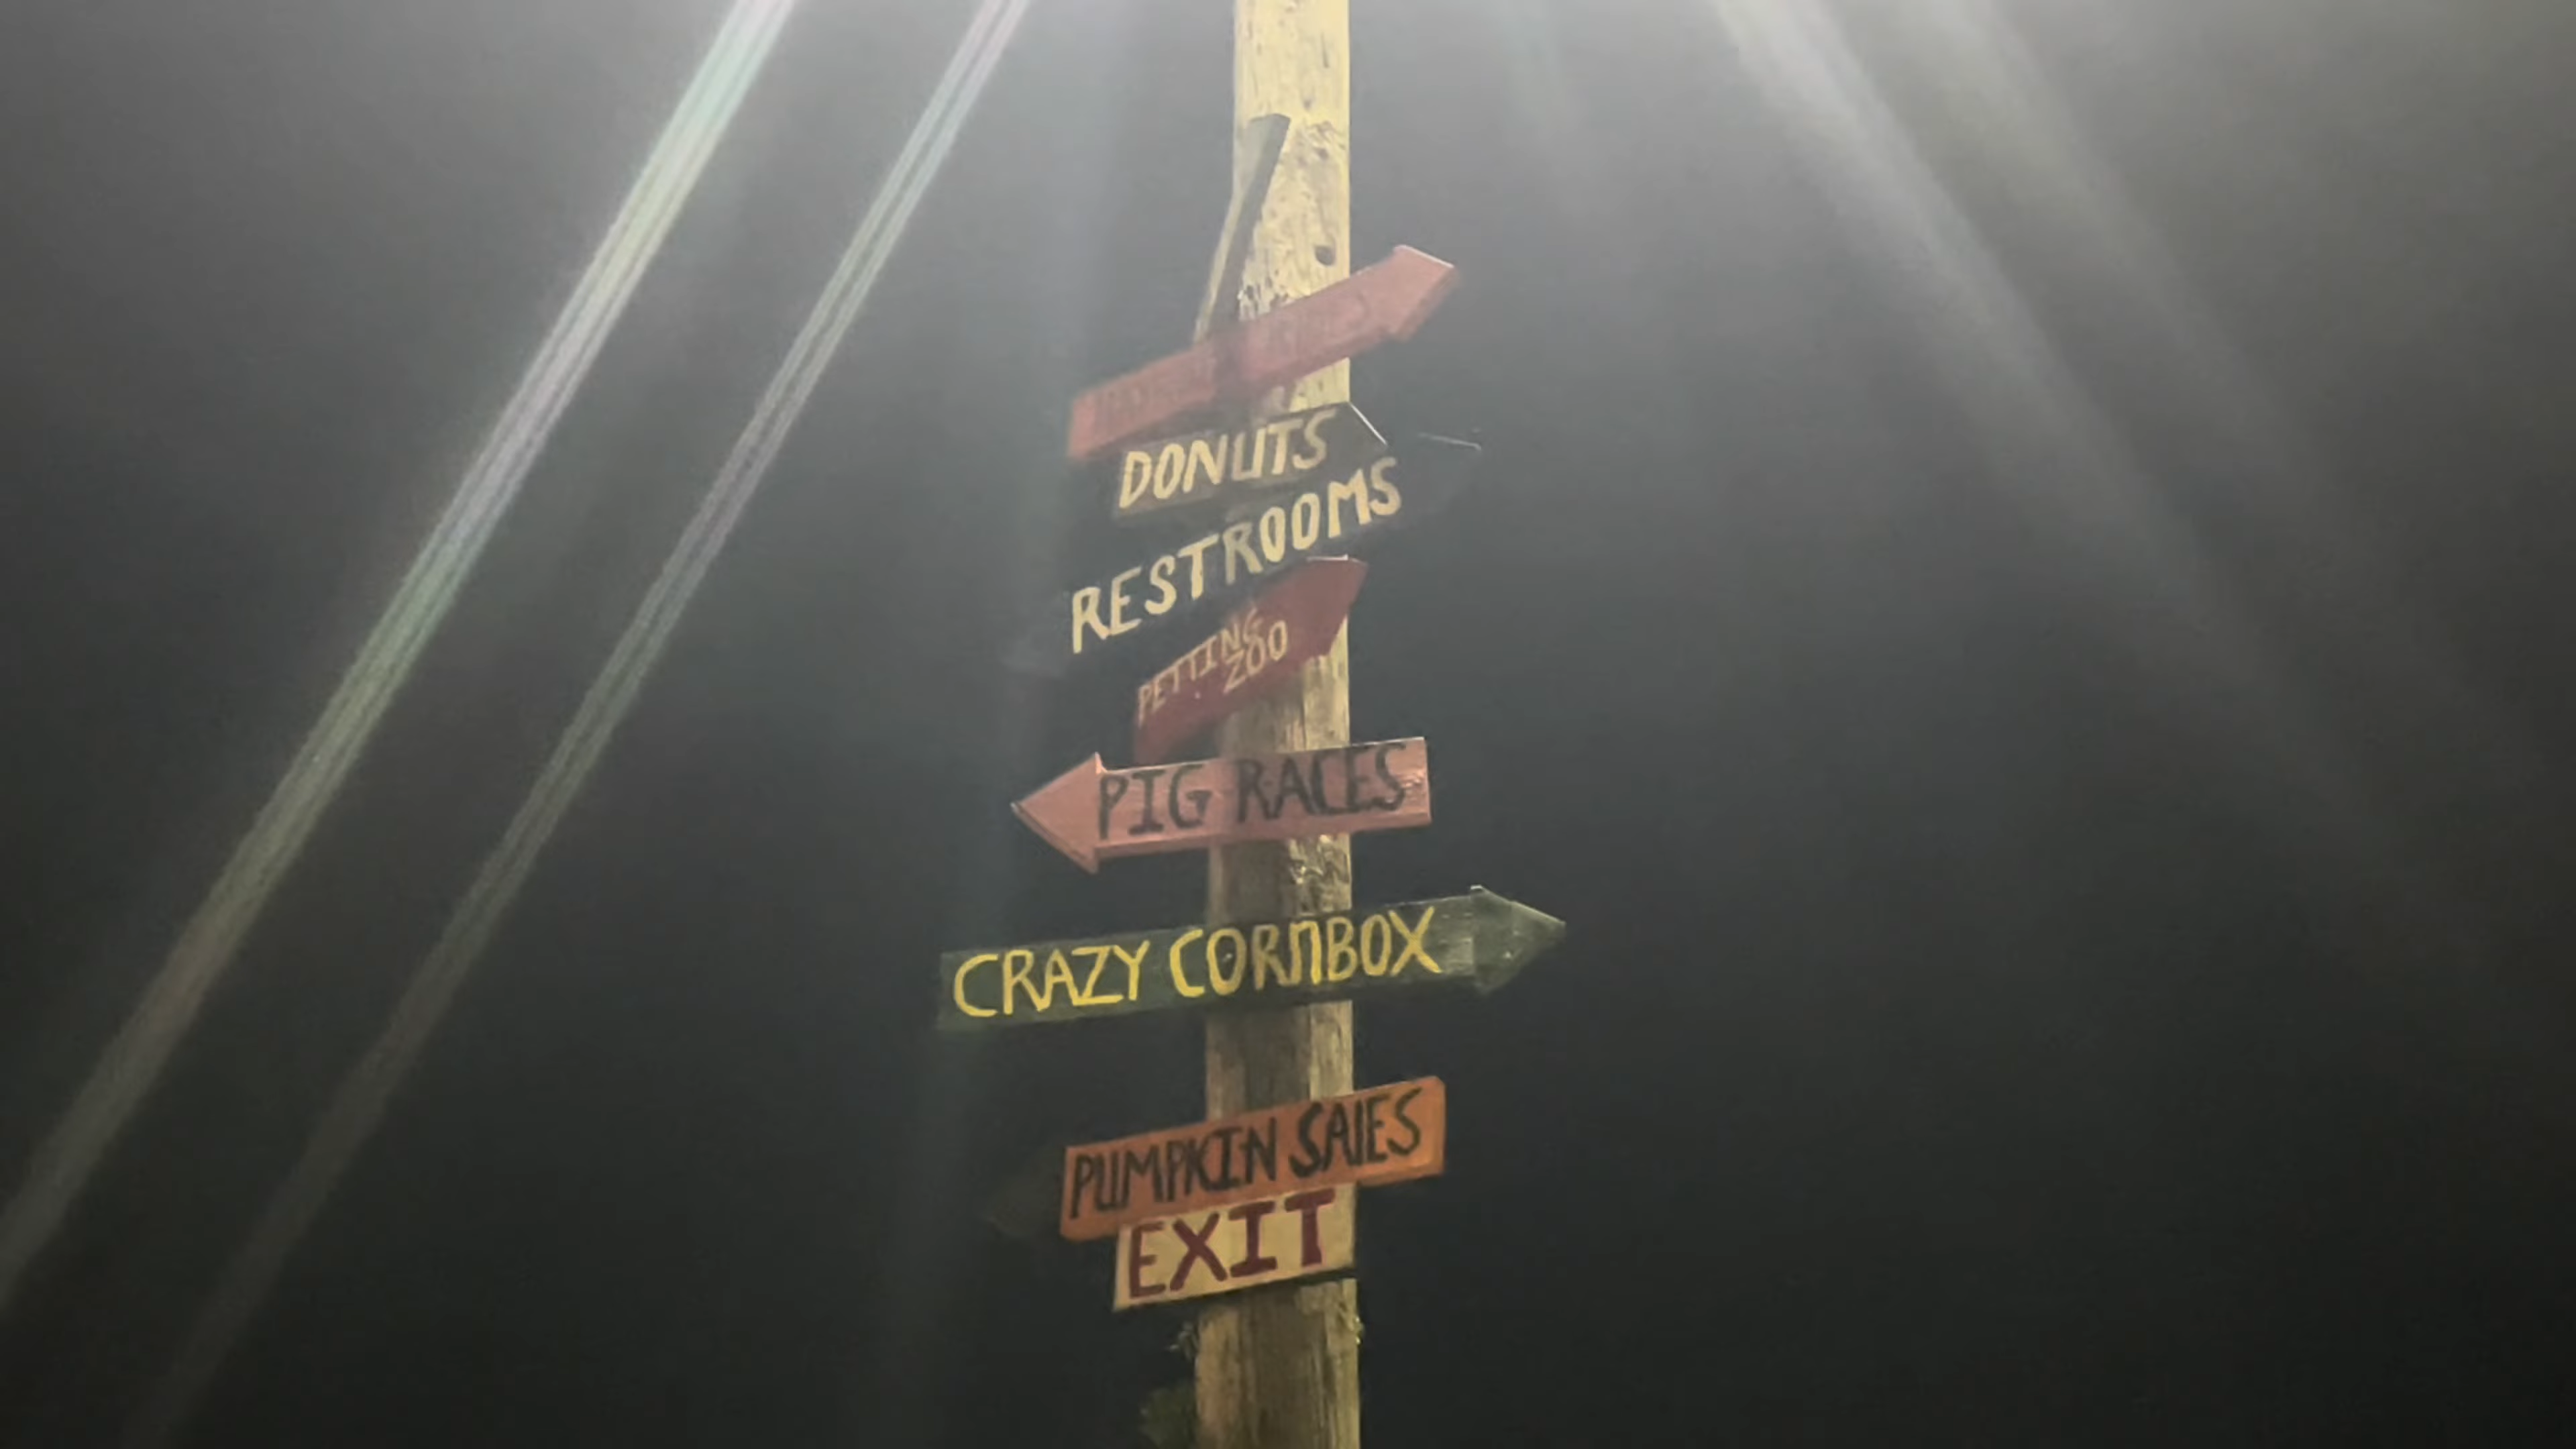 DONUTS
RESTROOMS
PETTING
ZOO
PIG RACES
CRAZY CORnBOX
PUMPKIN SAlES
EXIT